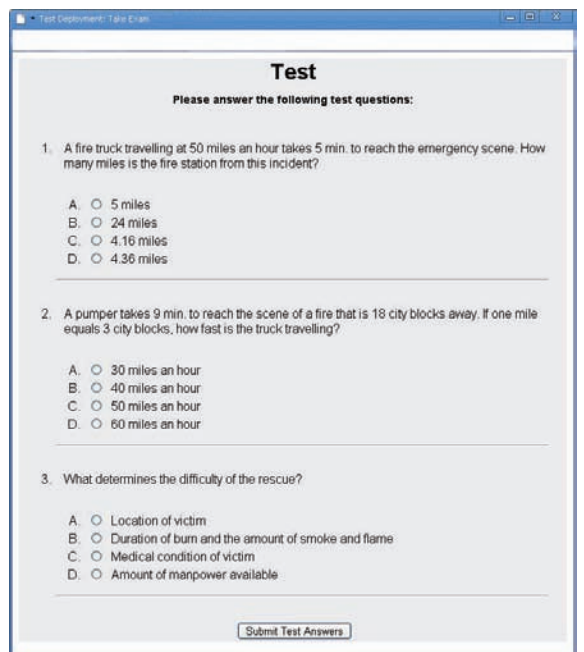 Test Deployment: Take Exam
Test
Please answer the following test questions:
1. A fire truck travelling at 50 miles an hour takes 5 min. to reach the emergency scene. How
many miles is the fire station from this incident?
A. 5 miles
B. 24 miles
C. 4.16 miles
D. 4.36 miles
2. A pumper takes 9 min. to reach the scene of a fire that is 18 city blocks away. If one mile
equals 3 city blocks, how fast is the truck travelling?
A. 30 miles an hour
B. 40 miles an hour
C. 50 miles an hour
D. 60 miles an hour
3. What determines the difficulty of the rescue?
A. Location of victim
B. Duration of burn and the amount of smoke and flame
C. Medical condition of victim
D. Amount of manpower available
Submit Test Answers